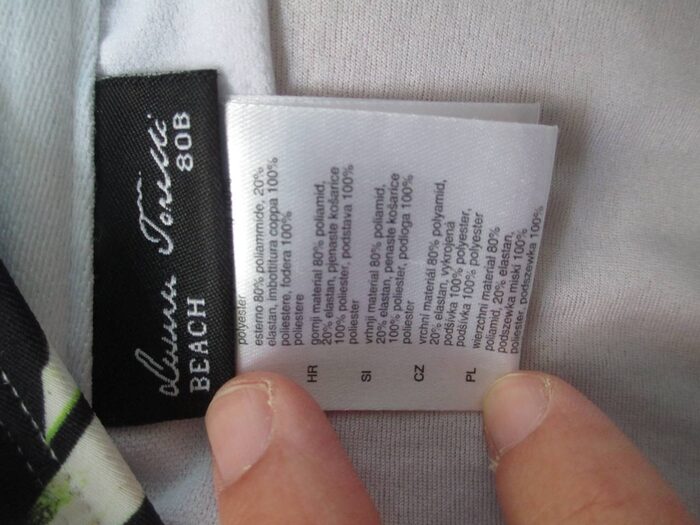 Anna Torelli
BEACH 80B
polyester
esterno 80% poliammide, 20%
elastan, imbottitura coppa 100%
poliestere, fodera 100%
poliestere
HR gornji material 80% poliamid,
20% elastan, pjenaste košarice
100% poliester, podstava 100%
poliester
SI vrhnji material 80% poliamid,
20% elastan, penaste košarice
100% poliester, podloga 100%
poliester
CZ vrchní materiál 80% polyamid,
20% elastan, vykrojená
podšívka 100% polyester,
podšívka 100% polyester
PL wierzchni materiał 80%
poliamid, 20% elastan,
podszewka miski 100%
poliester, podszewka 100%